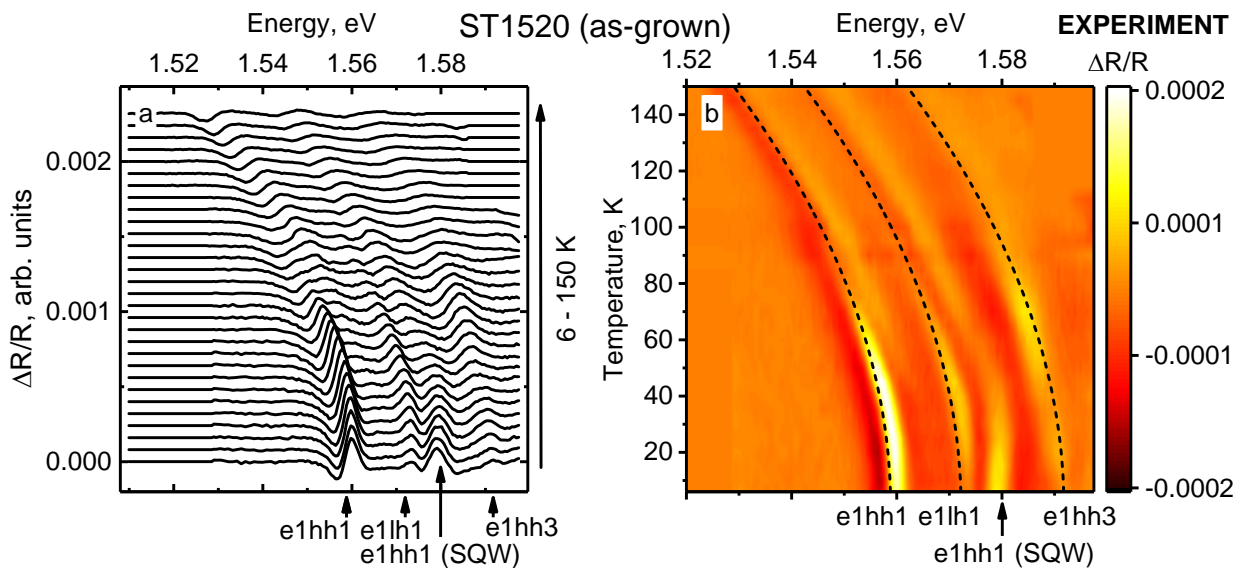 ST1520 (as-grown)
Energy, eV
1.52 1.54 1.56 1.58
a
ΔR/R, arb. units
0.002
0.001
0.000
6 - 150 K
e1hh1 e1lh1 e1hh3
e1hh1 (SQW)
Energy, eV
1.52 1.54 1.56 1.58
b
Temperature, K
140
120
100
80
60
40
20
e1hh1 e1lh1 e1hh3
e1hh1 (SQW)
EXPERIMENT
ΔR/R
0.0002
0.0001
-0.0001
-0.0002